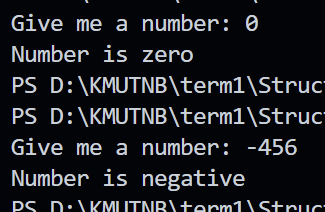 Give me a number: 0
Number is zero
PS D:\KMUTNB\term1\Struct
PS D:\KMUTNB\term1\Struct
Give me a number: -456
Number is negative
PS D:\KMUTNB\term1\Struct